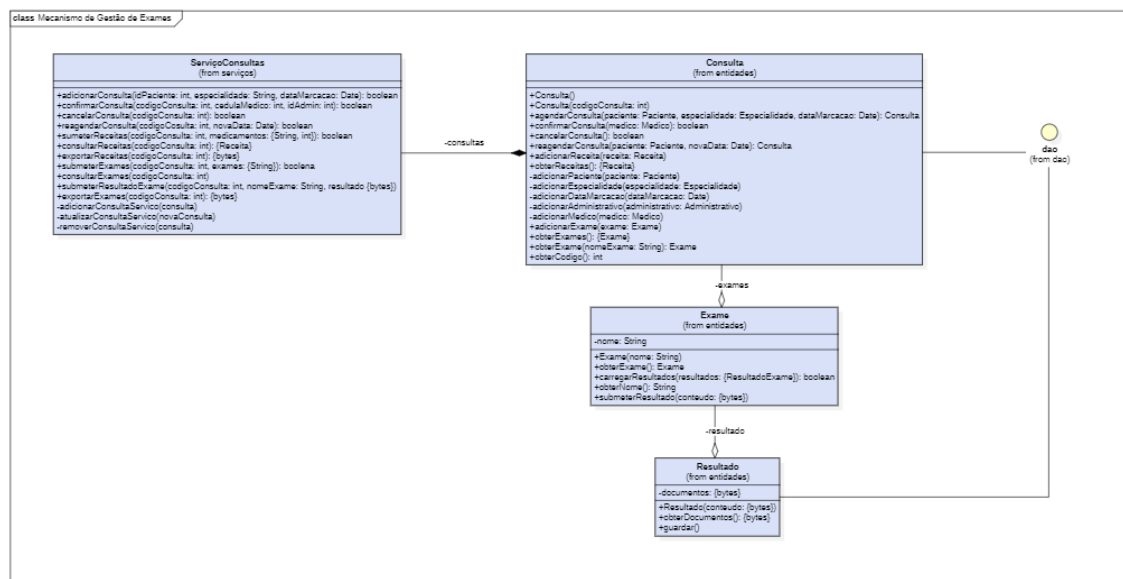 class Mecanismo de Gestão de Exames
ServiçoConsultas
(from serviços)
+adicionarConsulta(idPaciente: int, especialidade: String, dataMarcacao: Date): boolean
+confirmarConsulta(codigoConsulta: int, cedulaMedico: int, idAdmin: int): boolean
+cancelarConsulta(codigoConsulta: int): boolean
+reagendarConsulta(codigoConsulta: int, novaData: Date): boolean
+sumeterReceitas(codigoConsulta: int, medicamentos: {String, int}): boolean
+consultarReceitas(codigoConsulta: int): {Receita}
+exportarReceitas(codigoConsulta: int): {bytes}
+submeterExames(codigoConsulta: int, exames: {String}): boolena
+consultarExames(codigoConsulta: int)
+submeterResultadoExame(codigoConsulta: int, nomeExame: String, resultado {bytes})
+exportarExames(codigoConsulta: int): {bytes}
-adicionarConsultaServico(consulta)
-atualizarConsultaServico(novaConsulta)
-removerConsultaServico(consulta)
-consultas
Consulta
(from entidades)
+Consulta()
+Consulta(codigoConsulta: int)
+agendarConsulta(paciente: Paciente, especialidade: Especialidade, dataMarcacao: Date): Consulta
+confirmarConsulta(medico: Medico): boolean
+cancelarConsulta(): boolean
+reagendarConsulta(paciente: Paciente, novaData: Date): Consulta
+adicionarReceita(receita: Receita)
+obterReceitas(): {Receita}
-adicionarPaciente(paciente: Paciente)
-adicionarEspecialidade(especialidade: Especialidade)
-adicionarDataMarcacao(dataMarcacao: Date)
-adicionarAdministrativo(administrativo: Administrativo)
-adicionarMedico(medico: Medico)
+adicionarExame(exame: Exame)
+obterExames(): {Exame}
+obterExame(nomeExame: String): Exame
+obterCodigo(): int
dao
(from dao)
-exames
Exame
(from entidades)
-nome: String
+Exame(nome: String)
+obterExame(): Exame
+carregarResultados(resultados: {ResultadoExame}): boolean
+obterNome(): String
+submeterResultado(conteudo: {bytes})
-resultado
Resultado
(from entidades)
-documentos: {bytes}
+Resultado(conteudo: {bytes})
+obterDocumentos(): {bytes}
+guardar()